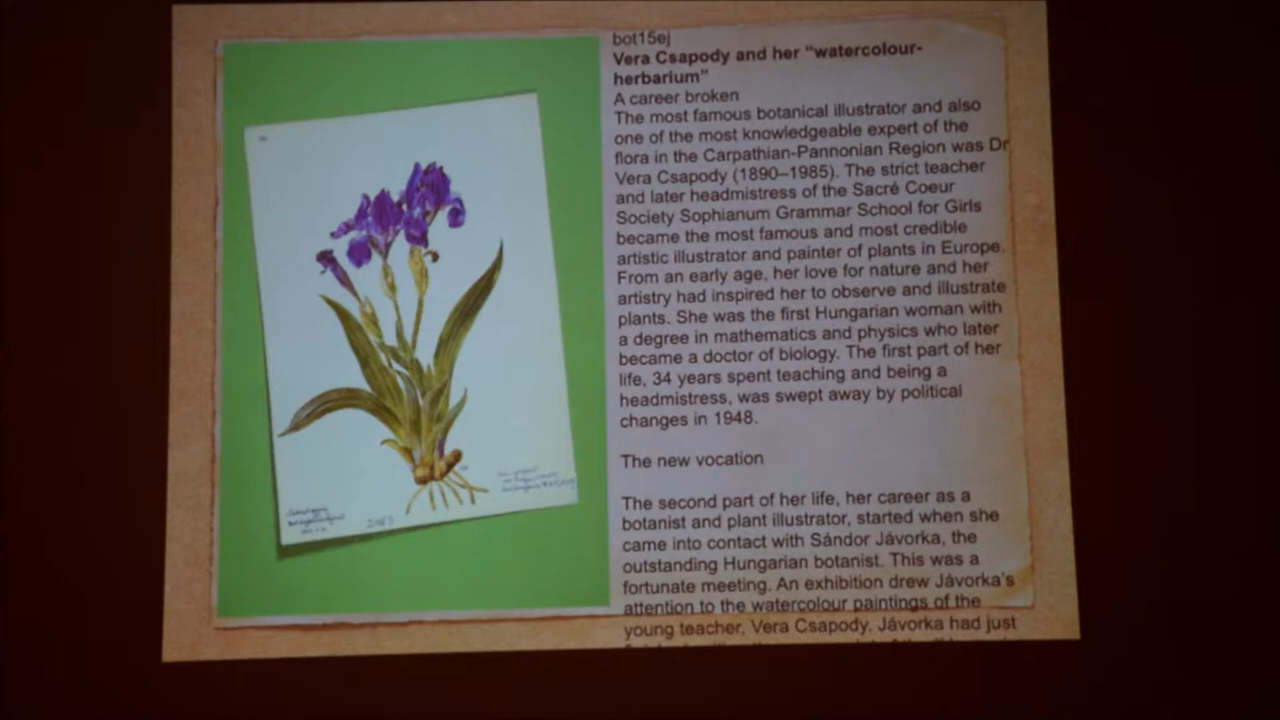 bot15ej
Vera Csapody and her “watercolour-
herbarium”
A career broken
The most famous botanical illustrator and also
one of the most knowledgeable expert of the
flora in the Carpathian-Pannonian Region was Dr
Vera Csapody (1890–1985). The strict teacher
and later headmistress of the Sacré Coeur
Society Sophianum Grammar School for Girls
became the most famous and most credible
artistic illustrator and painter of plants in Europe.
From an early age, her love for nature and her
artistry had inspired her to observe and illustrate
plants. She was the first Hungarian woman with
a degree in mathematics and physics who later
became a doctor of biology. The first part of her
life, 34 years spent teaching and being a
headmistress, was swept away by political
changes in 1948.
The new vocation
The second part of her life, her career as a
botanist and plant illustrator, started when she
came into contact with Sándor Jávorka, the
outstanding Hungarian botanist. This was a
fortunate meeting. An exhibition drew Jávorka's
attention to the watercolour paintings of the
young teacher, Vera Csapody. Jávorka had just